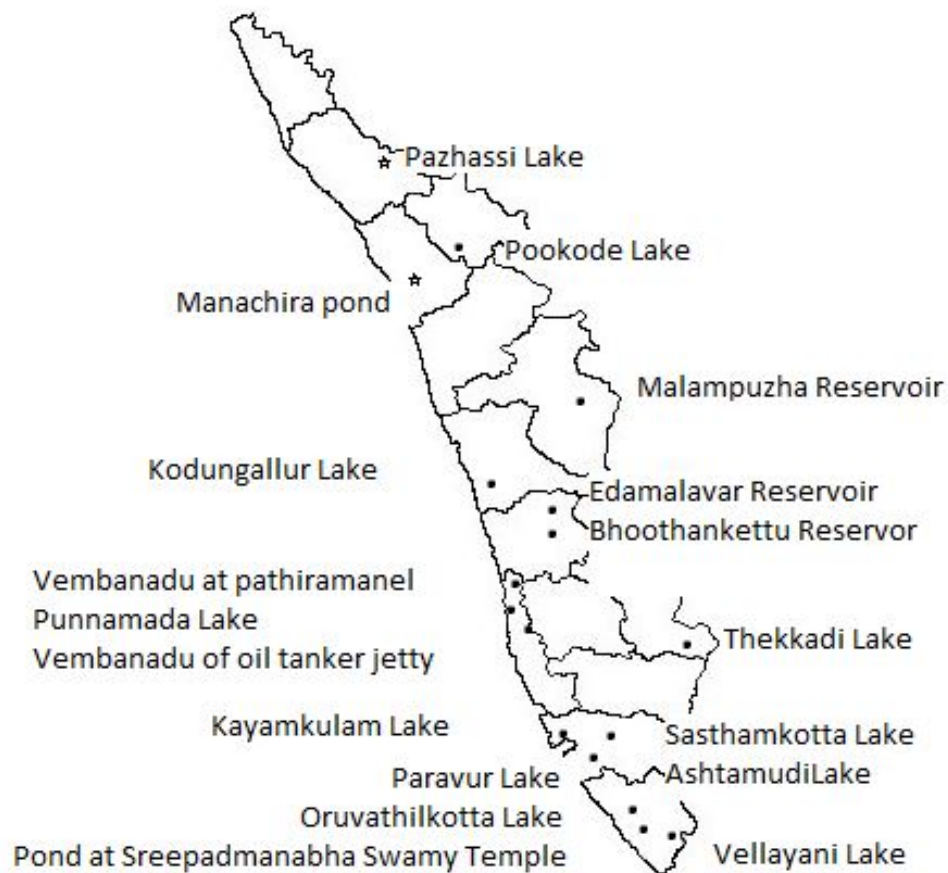 Pazhassi Lake
Pookode Lake
Manachira pond
Malampuzha Reservoir
Kodungallur Lake
Edamalavar Reservoir
Bhoothankettu Reservor
Vembanadu at pathiramanel
Punnamada Lake
Vembanadu of oil tanker jetty
Thekkadi Lake
Kayamkulam Lake
Sasthamkotta Lake
Paravur Lake
AshtamudiLake
Oruvathilkotta Lake
Pond at Sreepadmanabha Swamy Temple
Vellayani Lake